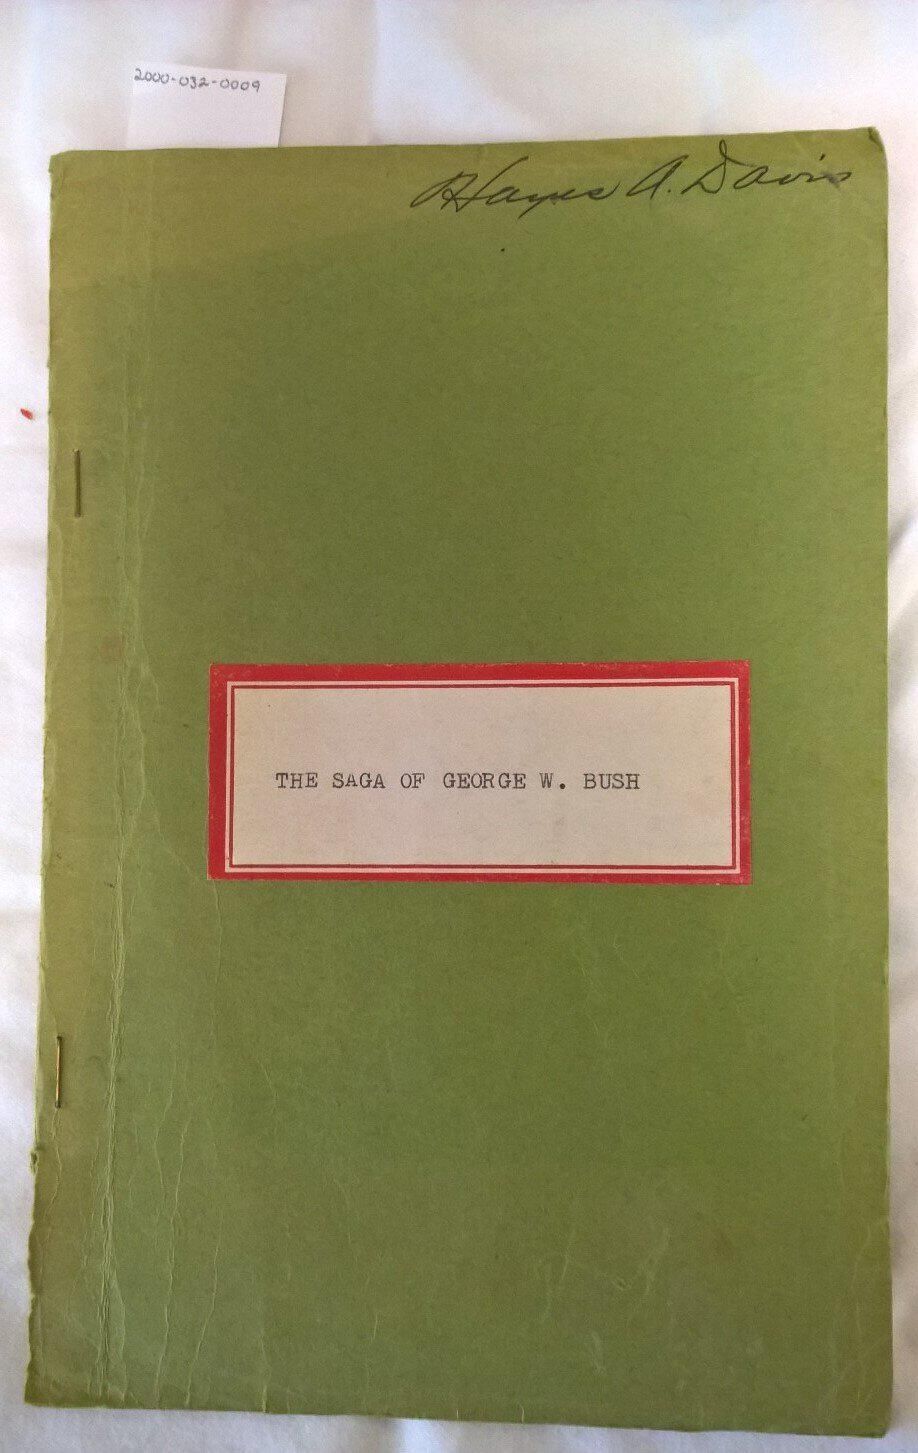 2000-032-0009
Hayes A. Davis
THE SAGA OF GEORGE W. BUSH